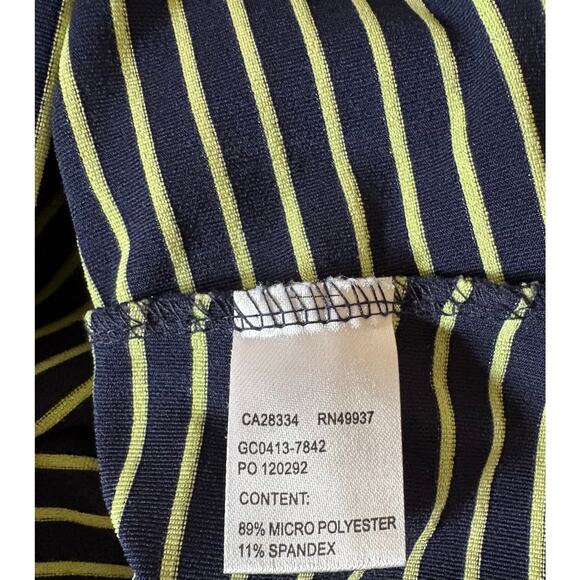 CA28334 RN49937
GC0413-7842
PO 120292
CONTENT:
89% MICRO POLYESTER
11% SPANDEX